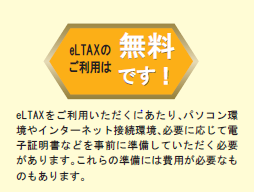 eLTAXの
ご利用は
無料
です！
eLTAXをご利用いただくにあたり、パソコン環
境やインターネット接続環境、必要に応じて電
子証明書などを事前に準備していただく必要
があります。これらの準備には費用が必要なも
のもあります。